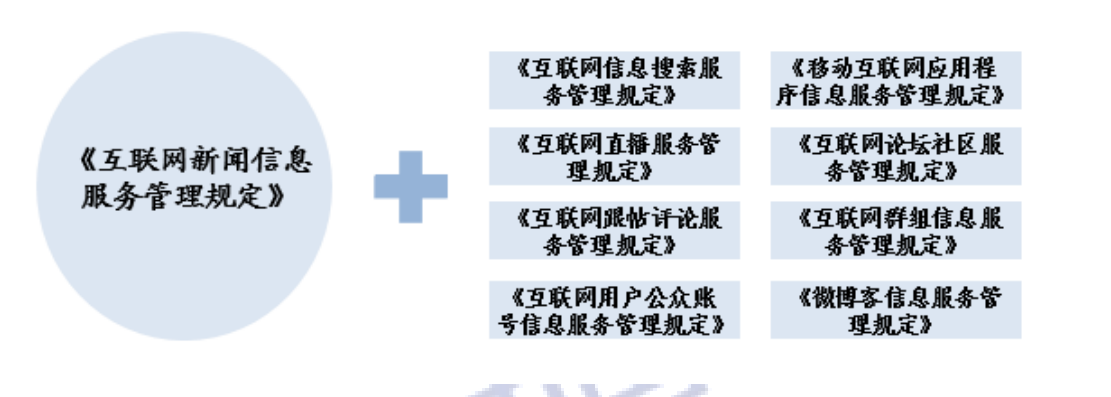 《互联网新闻信息
服务管理规定》
《互联网信息搜索服
务管理规定》
《移动互联网应用程
序信息服务管理规定》
《互联网直播服务管
理规定》
《互联网论坛社区服
务管理规定》
《互联网跟帖评论服
务管理规定》
《互联网群组信息服
务管理规定》
《互联网用户公众账
号信息服务管理规定》
《微博客信息服务管
理规定》